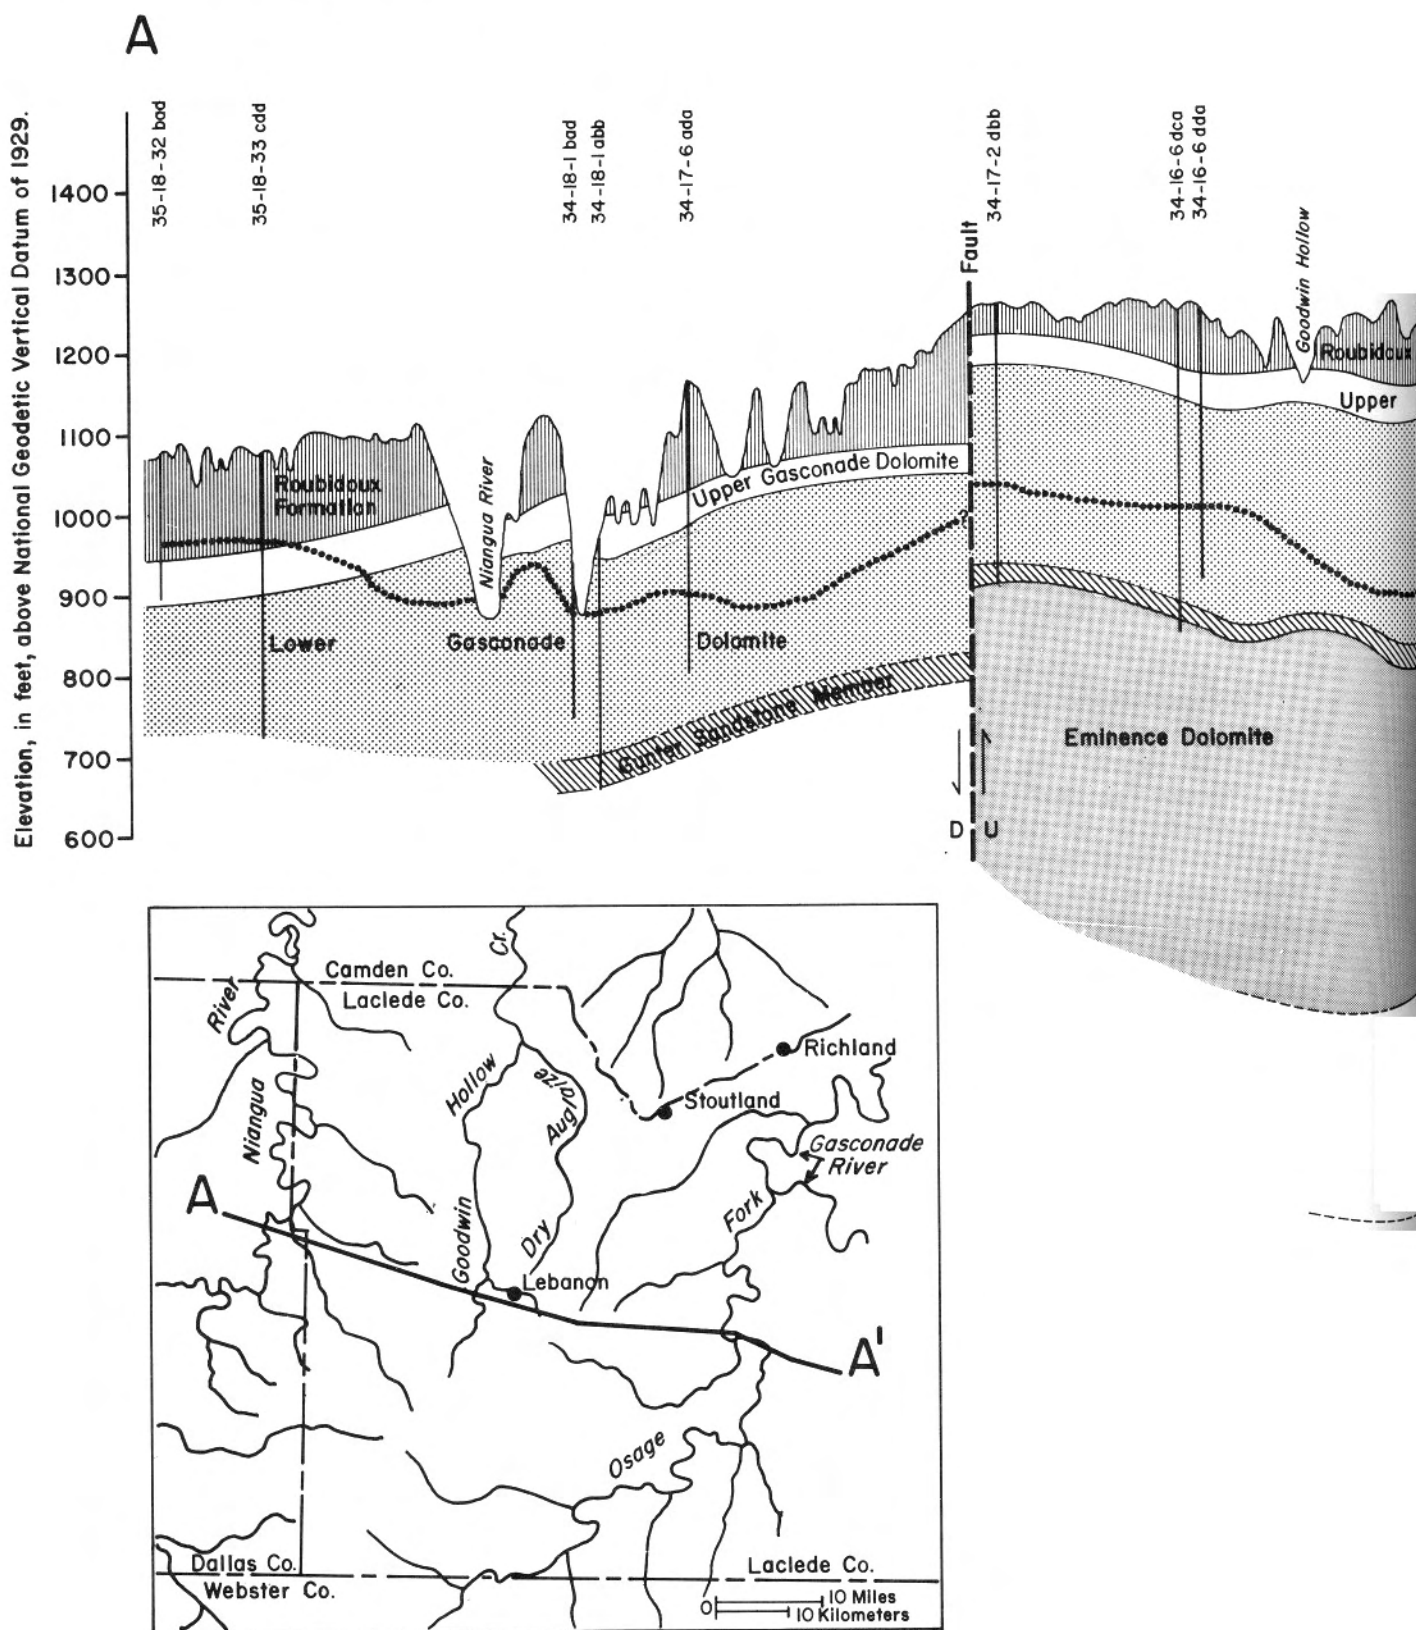 A
Elevation, in feet, above National Geodetic Vertical Datum of 1929.
1400
1300
1200
1100
1000
900
800
700
600
35-18-32 bad
35-18-33 cdd
34-18-1 bad
34-18-1 abb
34-17-6 ada
Fault
34-17-2 dbb
34-16-6 dca
34-16-6 dda
Goodwin Hollow
Roubidoux
Upper
Roubidoux
Formation
Niangua River
Upper Gasconade Dolomite
Lower
Gasconade
Dolomite
Gunter Sandstone Member
Eminence Dolomite
D
U
Cr.
Camden Co.
Laclede Co.
River
Niangua
Hollow
Goodwin
Auglaize
Dry
Richland
Stoutland
Gasconade
River
Fork
A
Lebanon
A'
Osage
Dallas Co.
Webster Co.
Laclede Co.
0
10 Miles
10 Kilometers